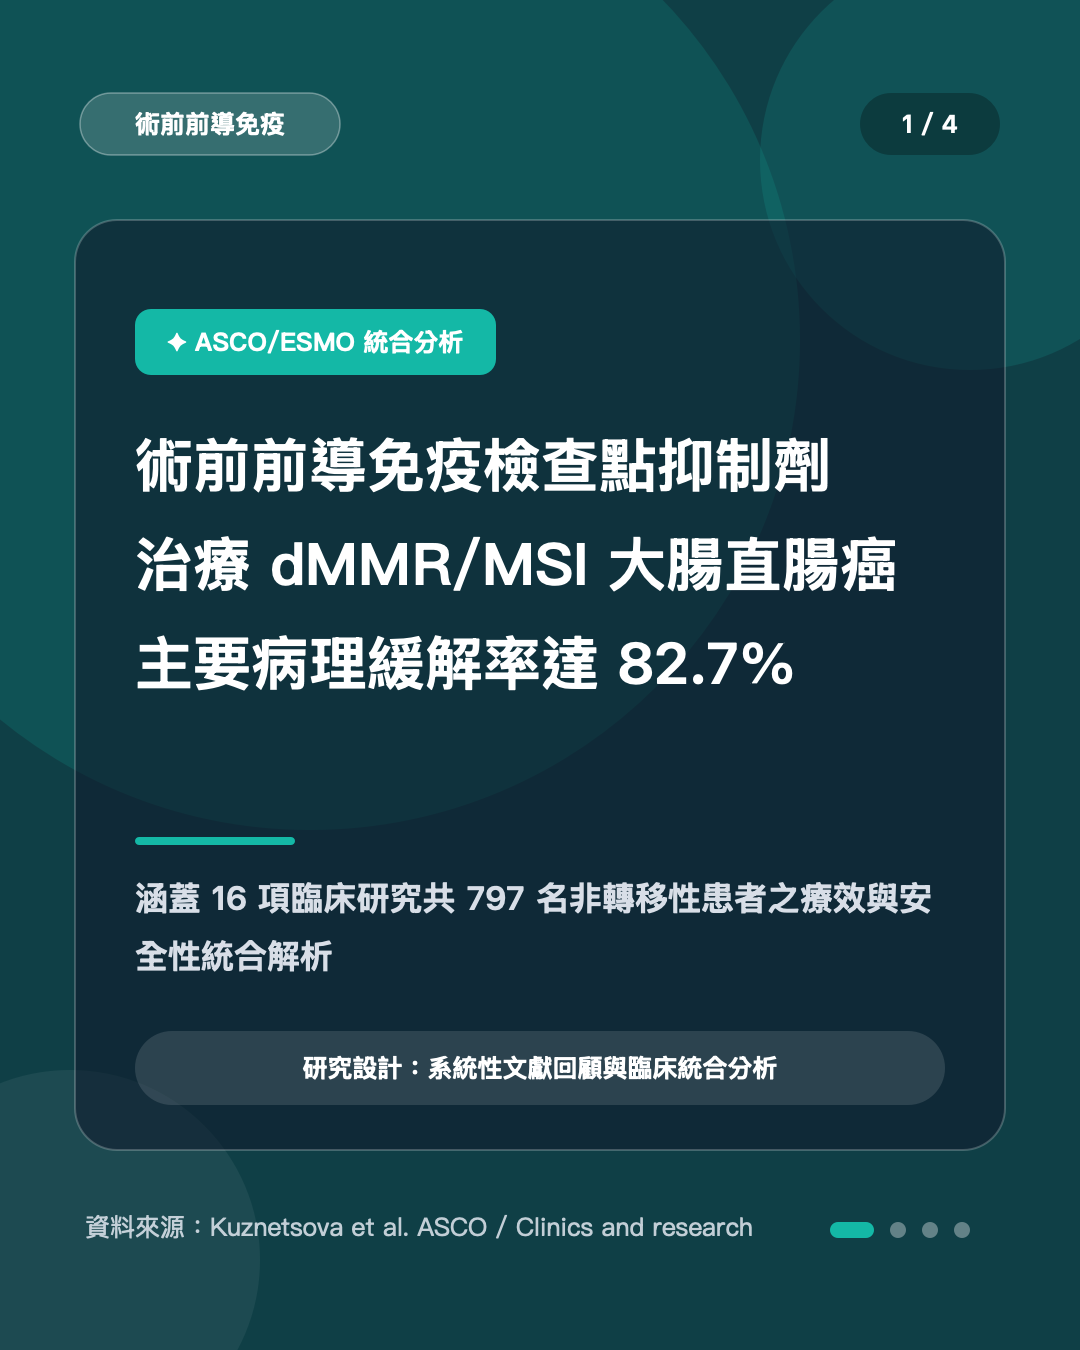 術前前導免疫
1 / 4
✦ ASCO/ESMO 統合分析
術前前導免疫檢查點抑制劑
治療 dMMR/MSI 大腸直腸癌
主要病理緩解率達 82.7%
涵蓋 16 項臨床研究共 797 名非轉移性患者之療效與安
全性統合解析
研究設計：系統性文獻回顧與臨床統合分析
資料來源：Kuznetsova et al. ASCO / Clinics and research